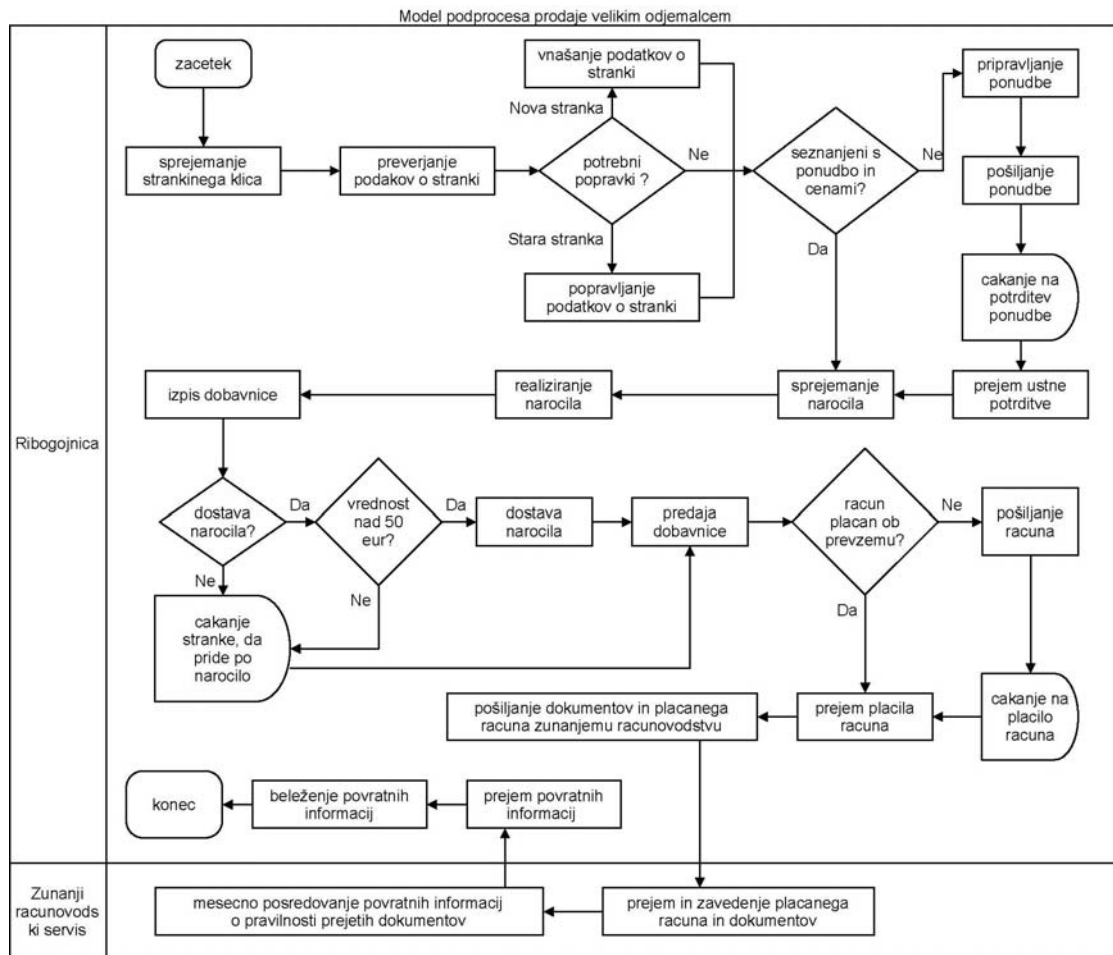 Model podprocesa prodaje velikim odjemalcem
zacetek
vnašanje podatkov o
stranki
pripravljanje
ponudbe
Nova stranka
sprejemanje
strankinega klica
preverjanje
podakov o stranki
potrebni
popravki ?
Ne
seznanjeni s
ponudbo in
cenami?
Ne
pošiljanje
ponudbe
Stara stranka
Da
popravljanje
podatkov o stranki
cakanje na
potrditev
ponudbe
izpis dobavnice
realiziranje
narocila
sprejemanje
narocila
prejem ustne
potrditve
Ribogojnica
dostava
narocila?
Da
vrednost
nad 50
eur?
Da
dostava
narocila
predaja
dobavnice
racun
placan ob
prevzemu?
Ne
pošiljanje
racuna
Ne
Ne
Da
cakanje
stranke, da
pride po
narocilo
pošiljanje dokumentov in placanega
racuna zunanjemu racunovodstvu
prejem placila
racuna
cakanje na
placilo
racuna
konec
beleženje povratnih
informacij
prejem povratnih
informacij
Zunanji
racunovods
ki servis
mesecno posredovanje povratnih informacij
o pravilnosti prejetih dokumentov
prejem in zavedenje placanega
racuna in dokumentov